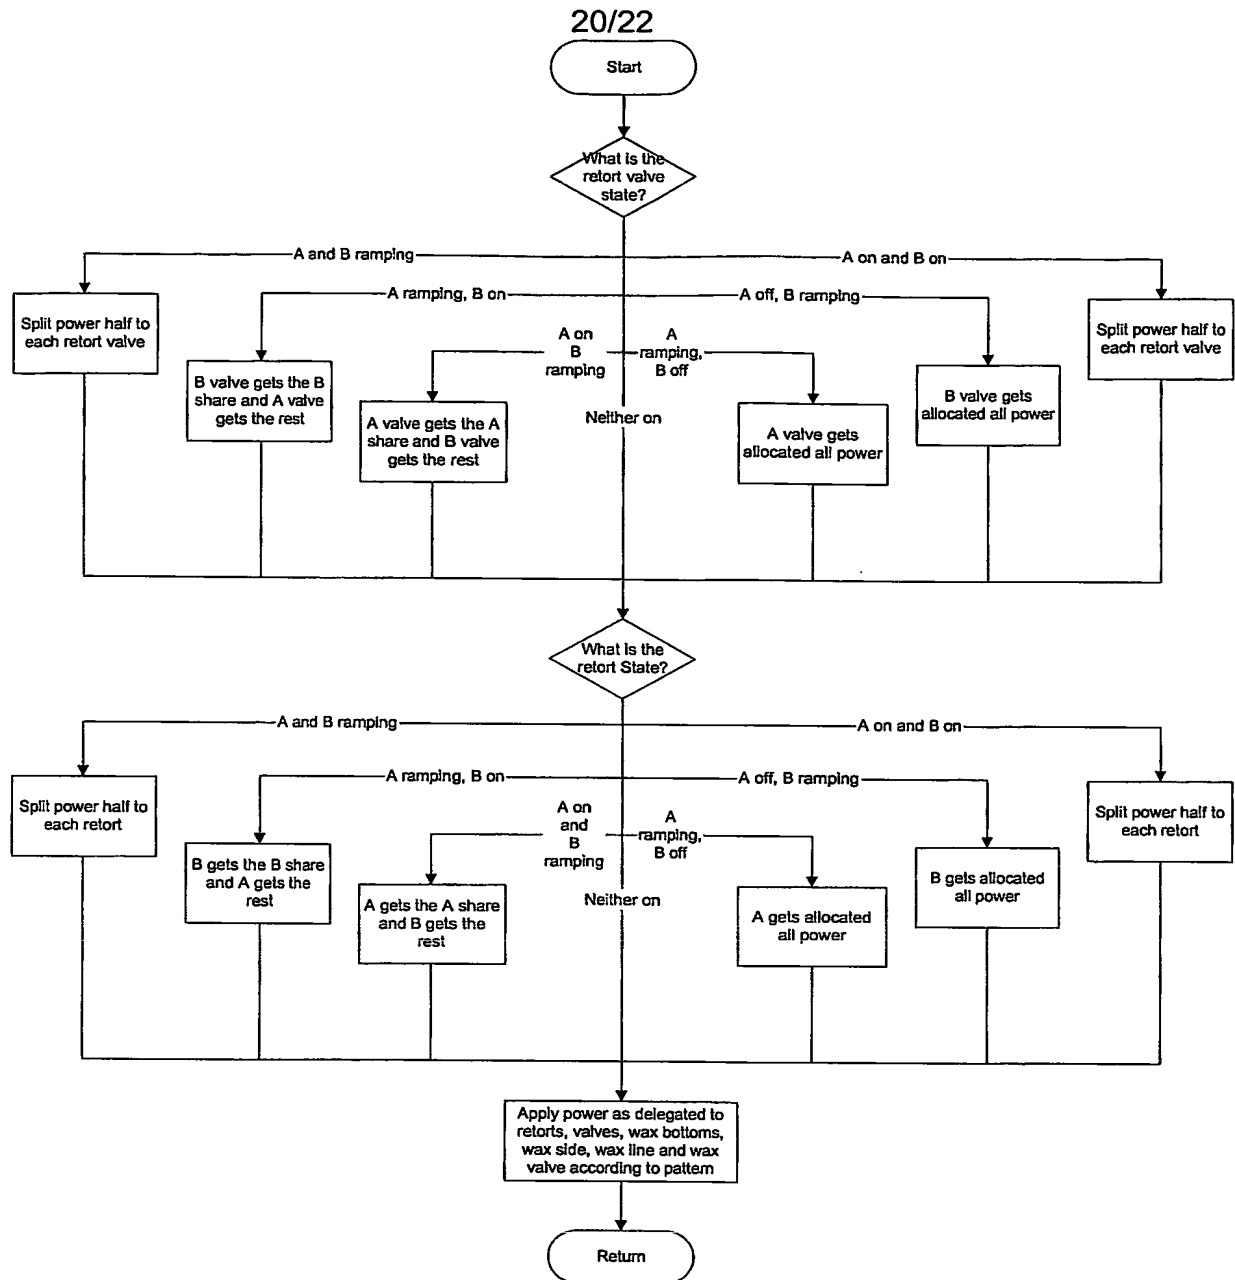 20/22
Start
What is the
retort valve
state?
A and B ramping
A on and B on
A ramping, B on
A off, B ramping
Split power half to
each retort valve
Split power half to
each retort valve
A on
B
ramping
A
ramping,
B off
B valve gets the B
share and A valve
gets the rest
B valve gets
allocated all power
A valve gets the A
share and B valve
gets the rest
Neither on
A valve gets
allocated all power
What is the
retort State?
A and B ramping
A on and B on
A ramping, B on
A off, B ramping
Split power half to
each retort
Split power half to
each retort
A on
and
B
ramping
A
ramping,
B off
B gets the B share
and A gets the
rest
B gets allocated
all power
A gets the A share
and B gets the
rest
Neither on
A gets allocated
all power
Apply power as delegated to
retorts, valves, wax bottoms,
wax side, wax line and wax
valve according to pattern
Return